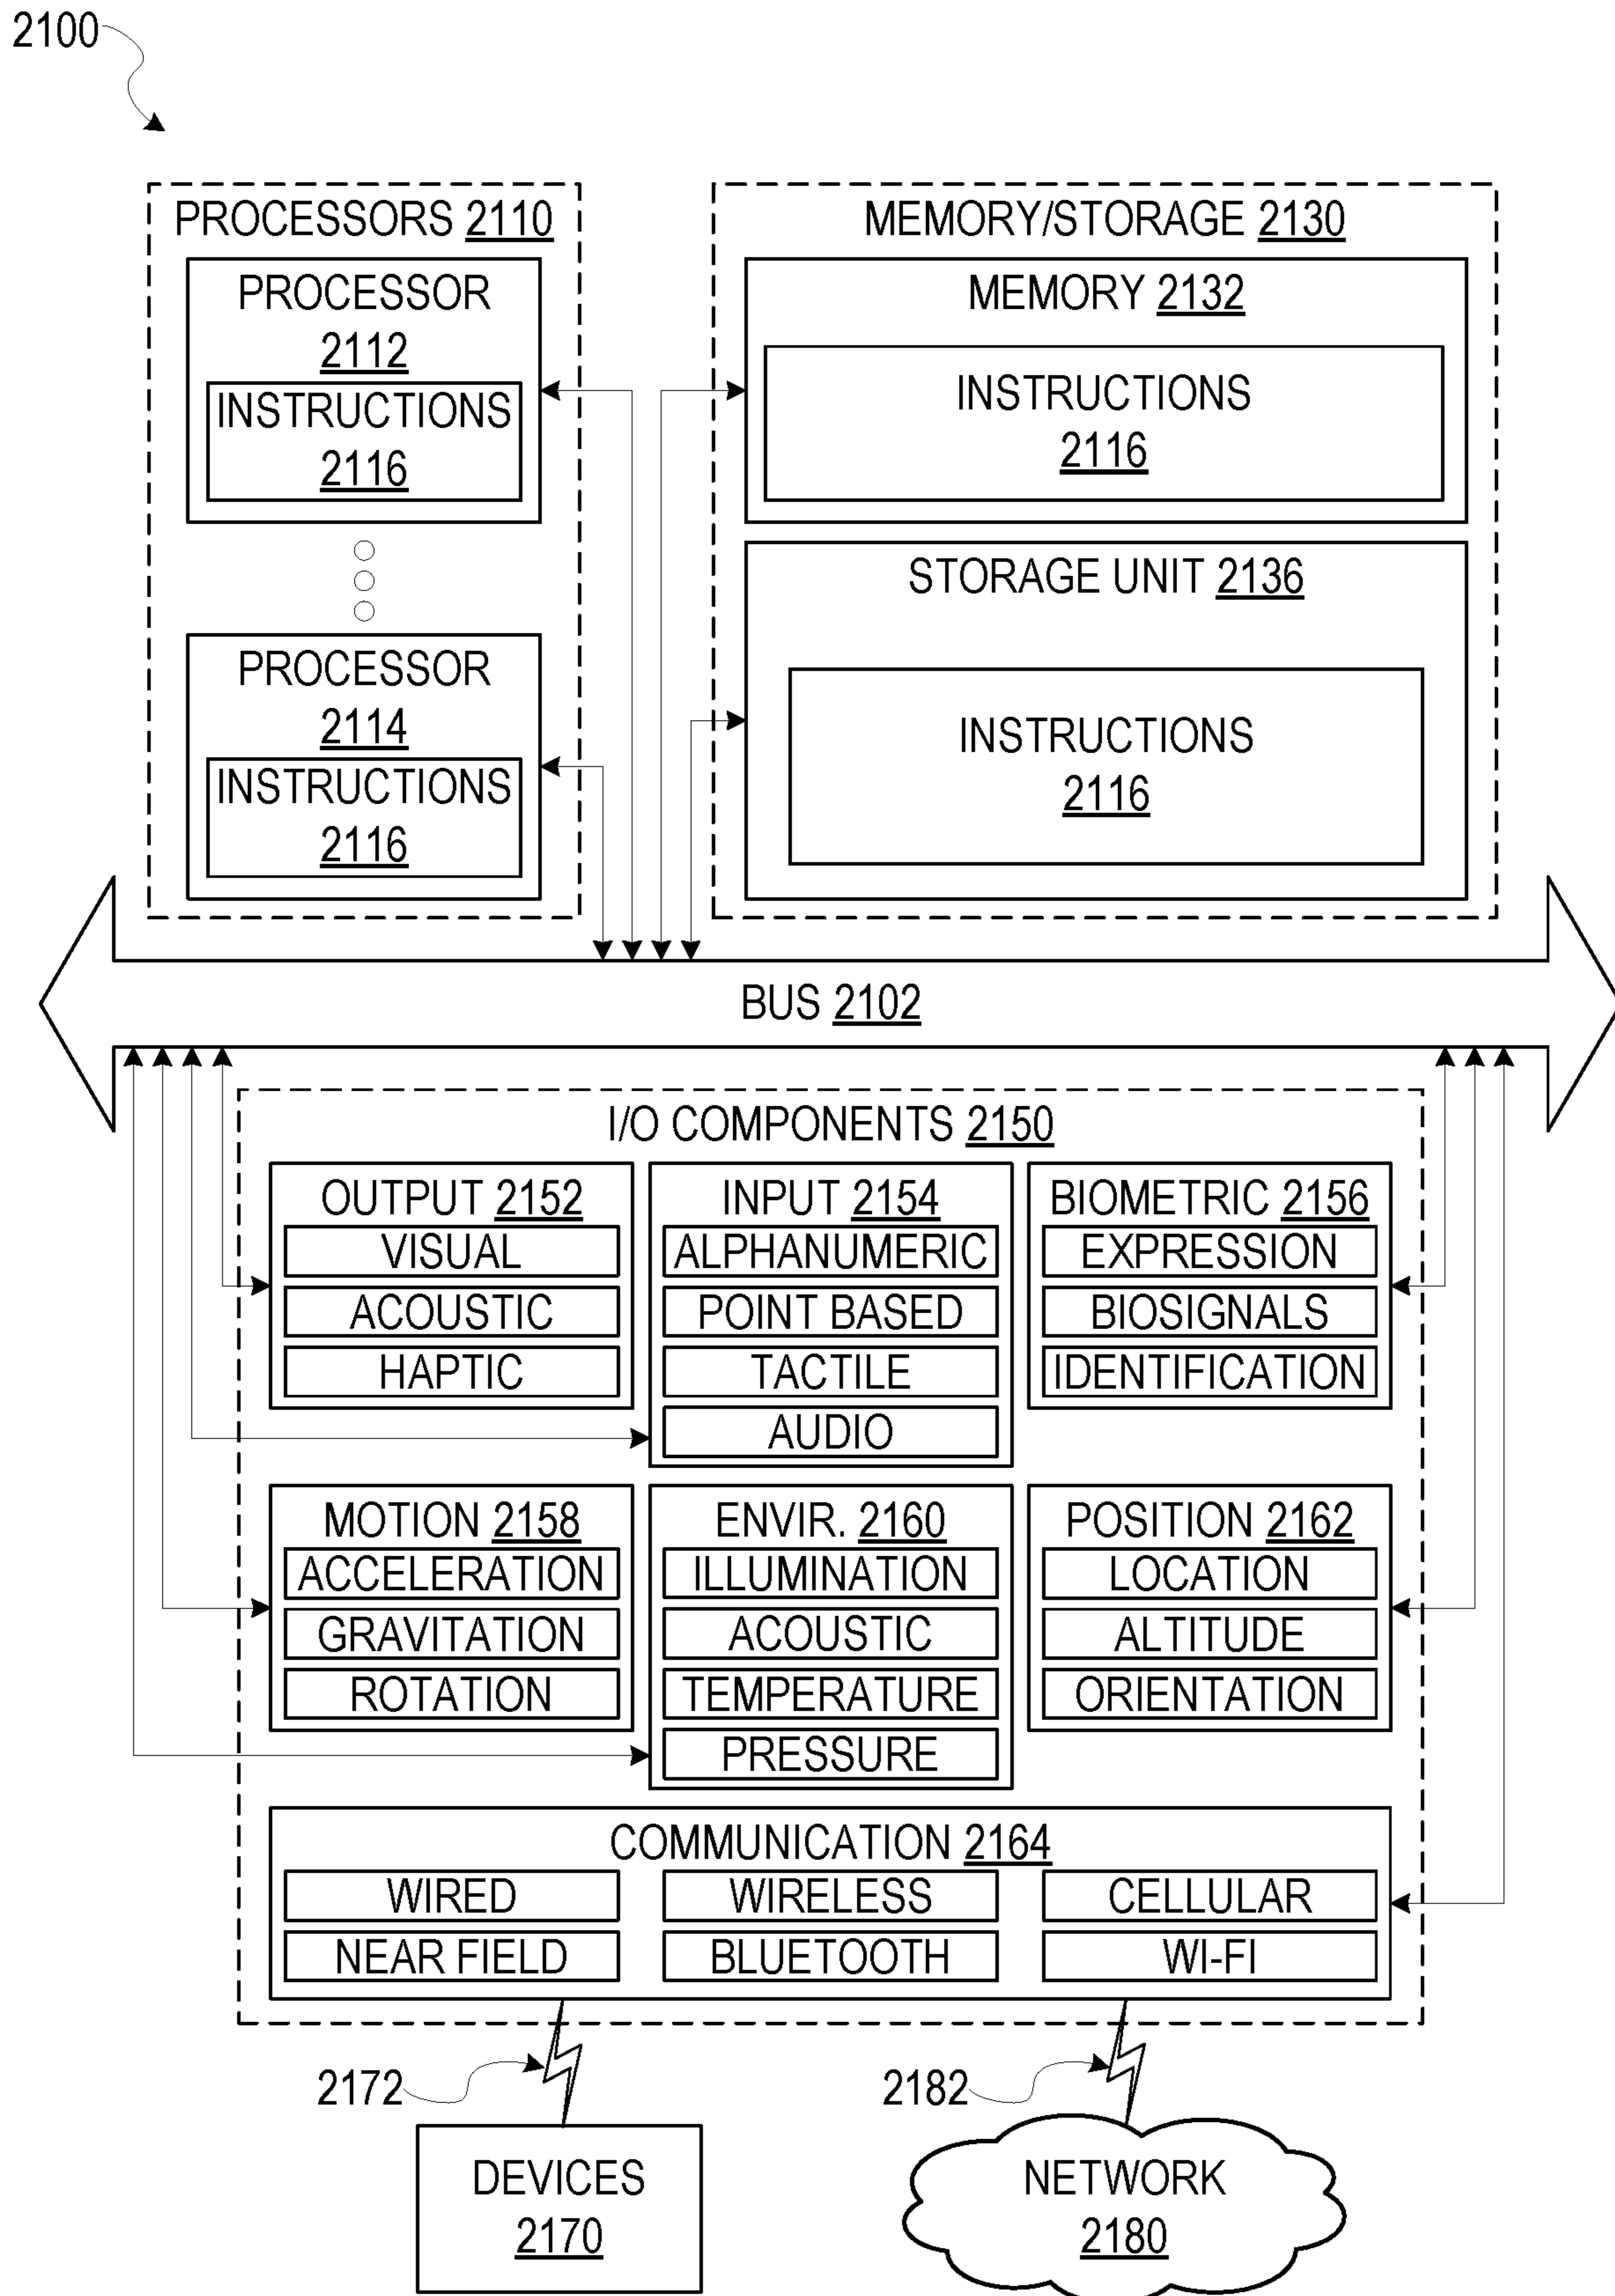 2100
PROCESSORS 2110
PROCESSOR
2112
INSTRUCTIONS
2116
PROCESSOR
2114
INSTRUCTIONS
2116
MEMORY/STORAGE 2130
MEMORY 2132
INSTRUCTIONS
2116
STORAGE UNIT 2136
INSTRUCTIONS
2116
BUS 2102
I/O COMPONENTS 2150
OUTPUT 2152
VISUAL
ACOUSTIC
HAPTIC
INPUT 2154
ALPHANUMERIC
POINT BASED
TACTILE
AUDIO
BIOMETRIC 2156
EXPRESSION
BIOSIGNALS
IDENTIFICATION
MOTION 2158
ACCELERATION
GRAVITATION
ROTATION
ENVIR. 2160
ILLUMINATION
ACOUSTIC
TEMPERATURE
PRESSURE
POSITION 2162
LOCATION
ALTITUDE
ORIENTATION
COMMUNICATION 2164
WIRED
WIRELESS
CELLULAR
NEAR FIELD
BLUETOOTH
WI-FI
2172
2182
DEVICES
2170
NETWORK
2180